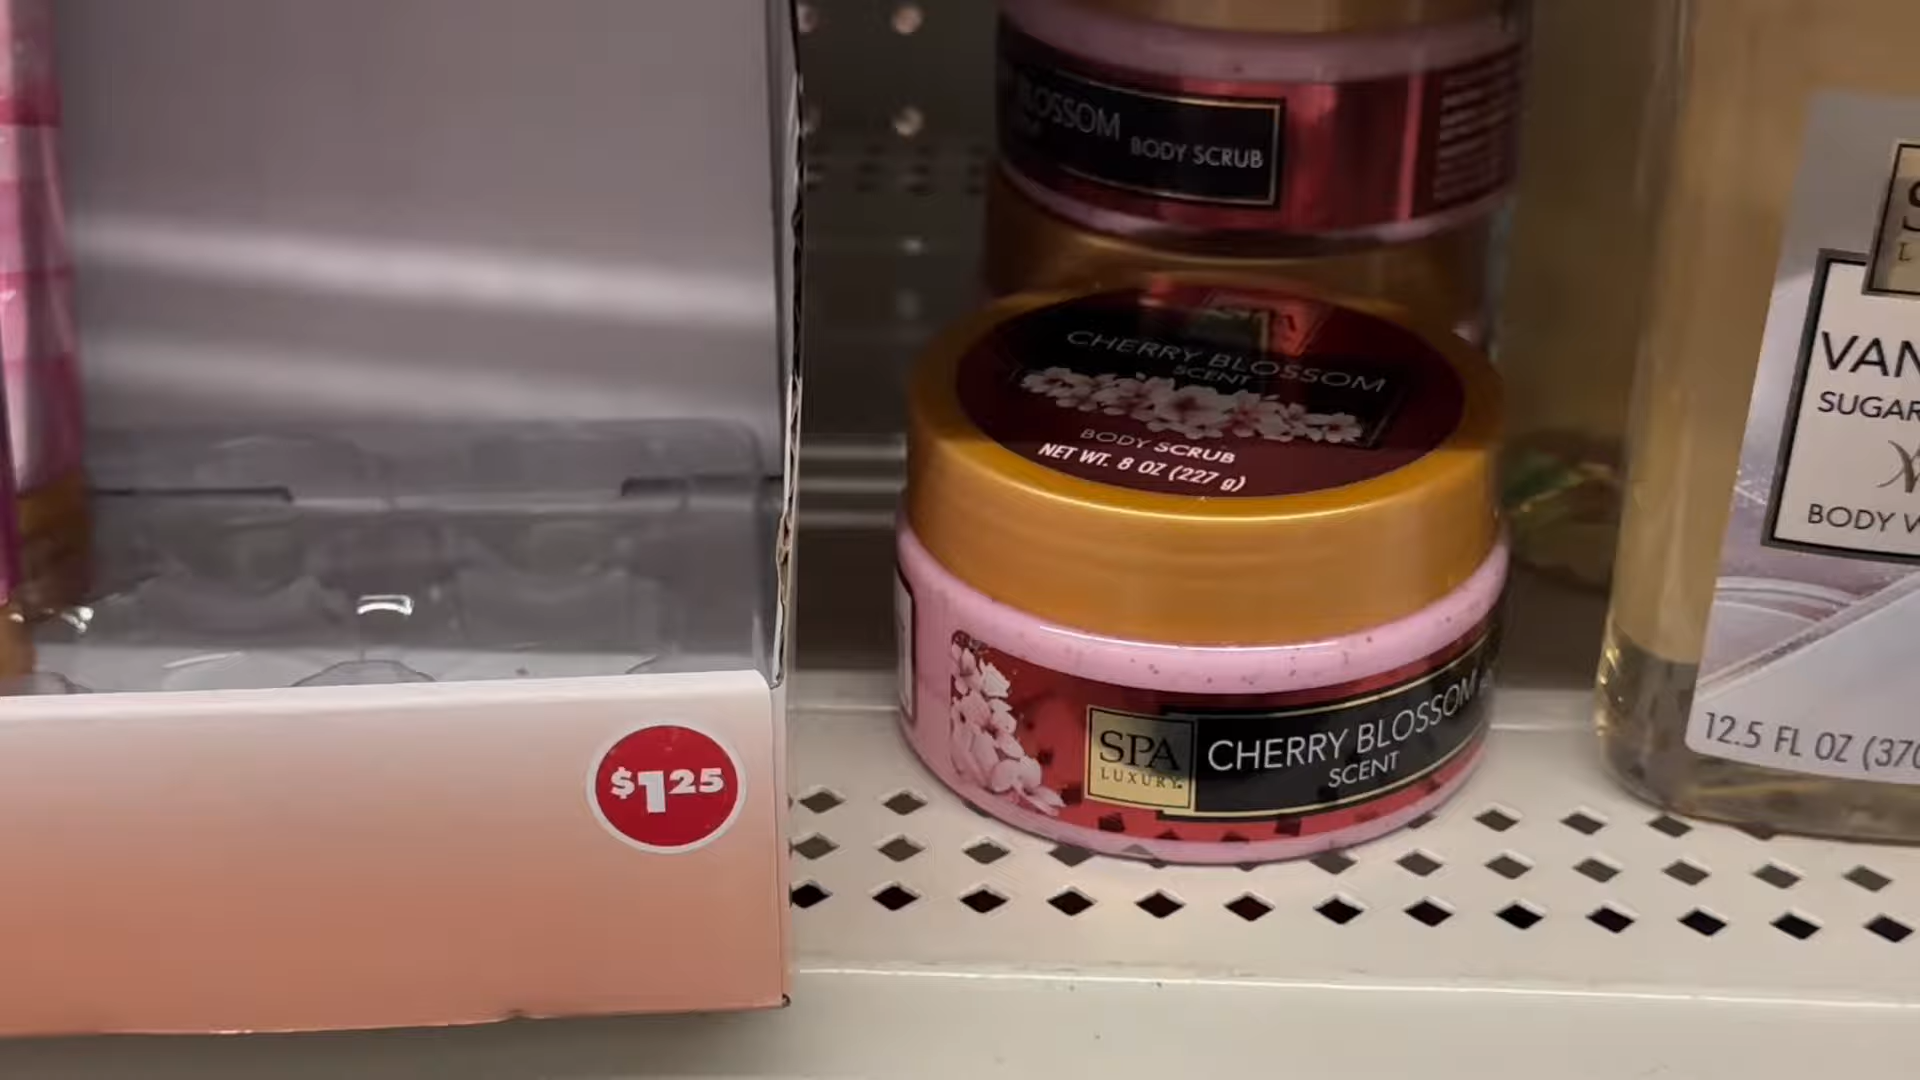 BLOSSOM
BODY SCRUB
CHERRY BLOSSOM
SCENT
BODY SCRUB
NET WT. 8 OZ (227 g)
SPA
LUXURY
CHERRY BLOSSOM
SCENT
$1.25
VAN
SUGAR
BODY
12.5 FL OZ (370